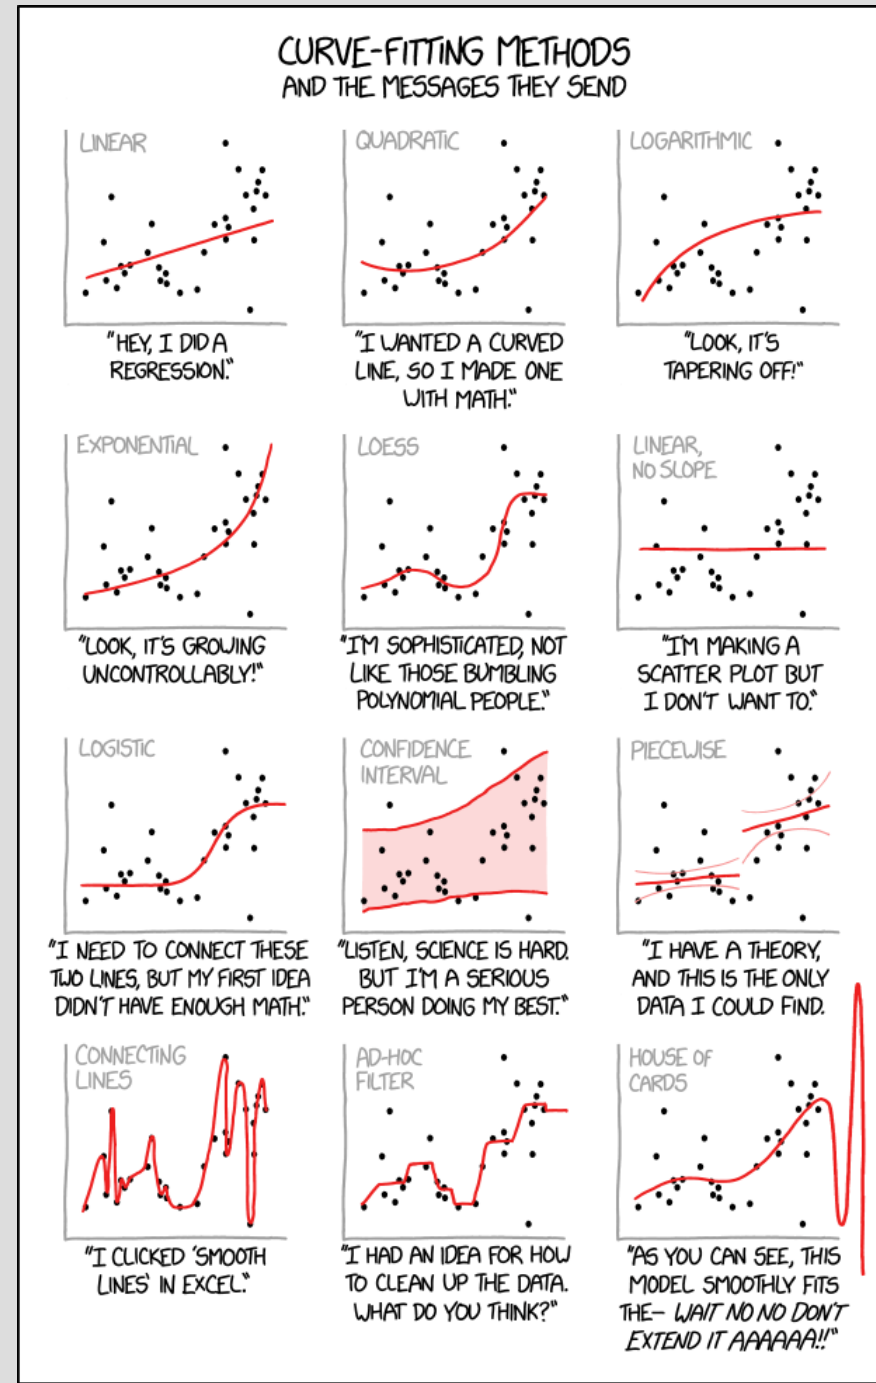 CURVE-FITTING METHODS
AND THE MESSAGES THEY SEND
LINEAR
"HEY, I DID A
REGRESSION."
QUADRATIC
"I WANTED A CURVED
LINE, SO I MADE ONE
WITH MATH."
LOGARITHMIC
"LOOK, IT'S
TAPERING OFF!"
EXPONENTIAL
"LOOK, IT'S GROWING
UNCONTROLLABLY!"
LOESS
"I'M SOPHISTICATED, NOT
LIKE THOSE BUMBLING
POLYNOMIAL PEOPLE."
LINEAR,
NO SLOPE
"I'M MAKING A
SCATTER PLOT BUT
I DON'T WANT TO."
LOGISTIC
"I NEED TO CONNECT THESE
TWO LINES, BUT MY FIRST IDEA
DIDN'T HAVE ENOUGH MATH."
CONFIDENCE
INTERVAL
"LISTEN, SCIENCE IS HARD.
BUT I'M A SERIOUS
PERSON DOING MY BEST."
PIECEWISE
"I HAVE A THEORY,
AND THIS IS THE ONLY
DATA I COULD FIND.
CONNECTING
LINES
"I CLICKED 'SMOOTH
LINES' IN EXCEL."
AD-HOC
FILTER
"I HAD AN IDEA FOR HOW
TO CLEAN UP THE DATA.
WHAT DO YOU THINK?"
HOUSE OF
CARDS
"AS YOU CAN SEE, THIS
MODEL SMOOTHLY FITS
THE- WAIT NO NO DON'T
EXTEND IT AAAAAA!!"